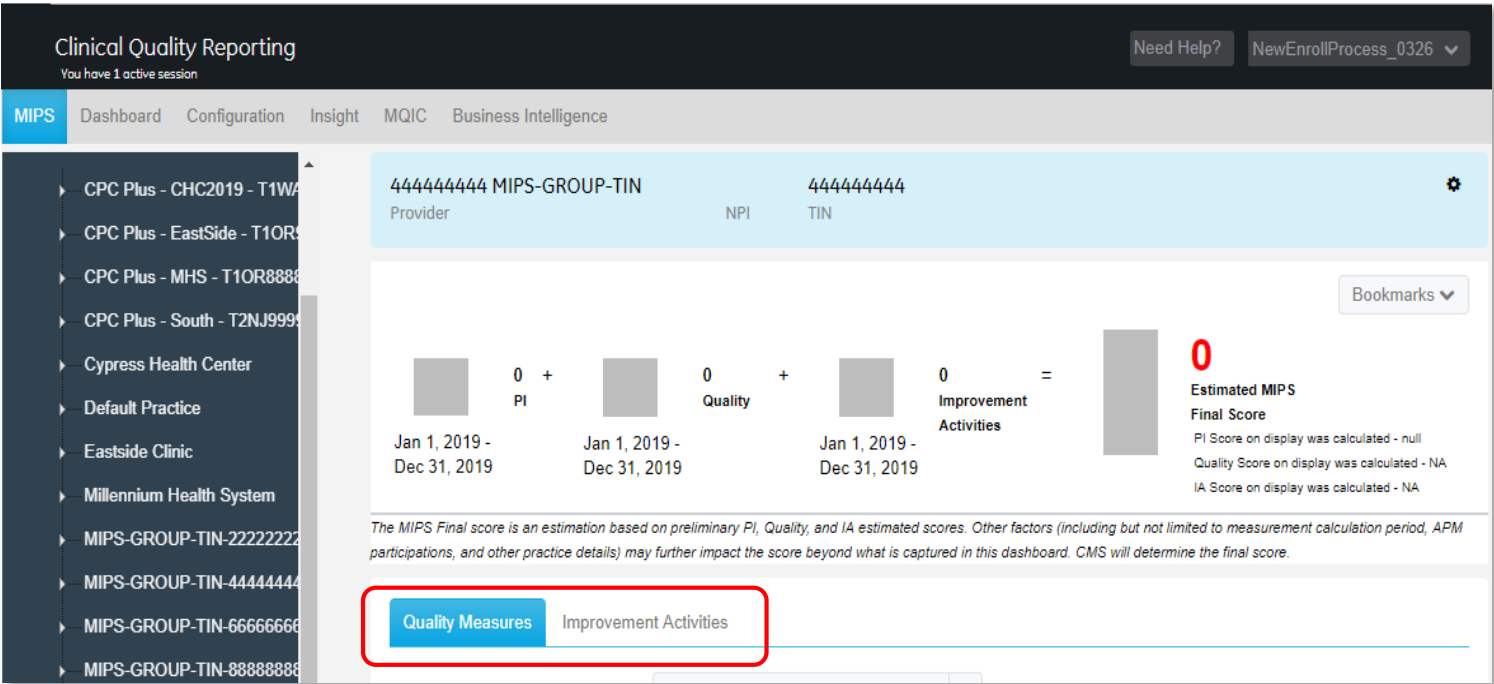 Clinical Quality Reporting
You have 1 active session
Need Help?
NewEnrollProcess_0326
MIPS Dashboard Configuration Insight MQIC Business Intelligence
CPC Plus - CHC2019 - T1WA
CPC Plus - EastSide - T1OR9
CPC Plus - MHS - T1OR8888
CPC Plus - South - T2NJ9999
Cypress Health Center
Default Practice
Eastside Clinic
Millennium Health System
MIPS-GROUP-TIN-22222222
MIPS-GROUP-TIN-44444444
MIPS-GROUP-TIN-66666666
MIPS-GROUP-TIN-88888888
444444444 MIPS-GROUP-TIN 444444444
Provider NPI TIN
Bookmarks
0 +
PI
Jan 1, 2019 -
Dec 31, 2019
0 +
Quality
Jan 1, 2019 -
Dec 31, 2019
0 =
Improvement
Activities
Jan 1, 2019 -
Dec 31, 2019
0
Estimated MIPS
Final Score
PI Score on display was calculated - null
Quality Score on display was calculated - NA
IA Score on display was calculated - NA
The MIPS Final score is an estimation based on preliminary PI, Quality, and IA estimated scores. Other factors (including but not limited to measurement calculation period, APM
participations, and other practice details) may further impact the score beyond what is captured in this dashboard. CMS will determine the final score.
Quality Measures Improvement Activities